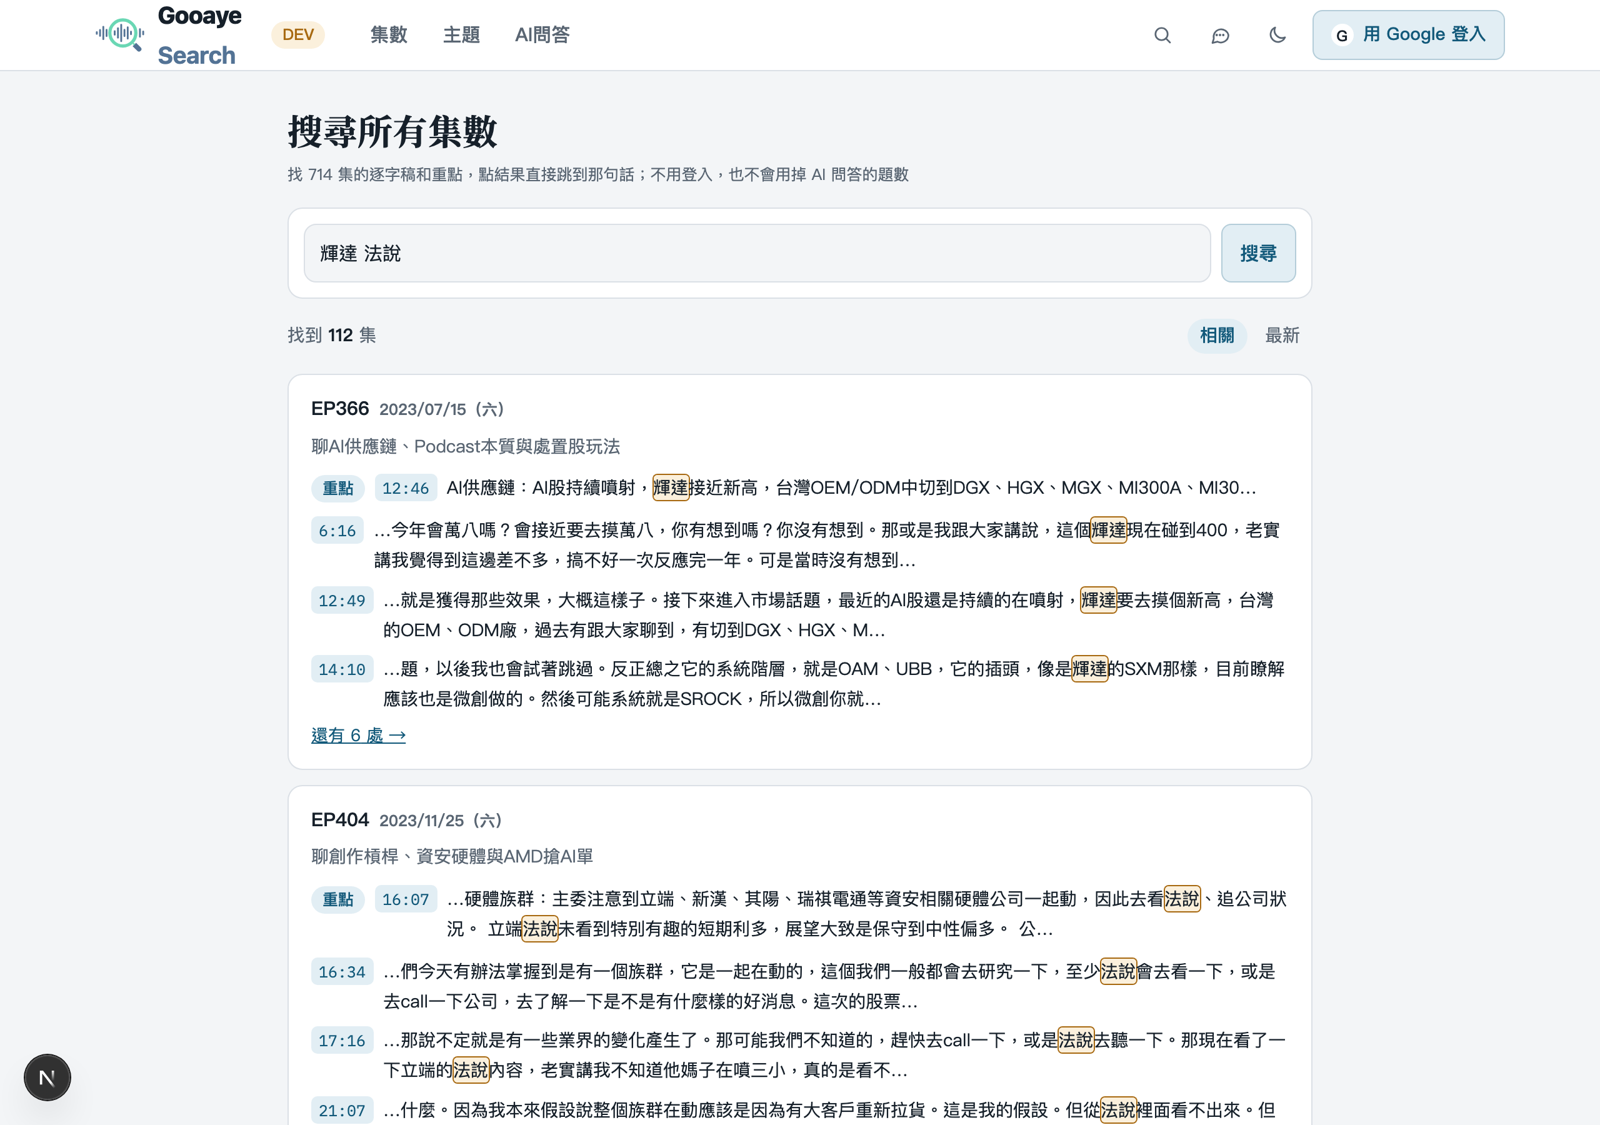 Gooaye
Search
DEV
集數
主題
AI問答
G 用 Google 登入
搜尋所有集數
找 714 集的逐字稿和重點，點結果直接跳到那句話；不用登入，也不會用掉 AI 問答的題數
輝達 法說
搜尋
找到 112 集
相關
最新
EP366 2023/07/15（六）
聊AI供應鏈、Podcast本質與處置股玩法
重點 12:46 AI供應鏈：AI股持續噴射，輝達接近新高，台灣OEM/ODM中切到DGX、HGX、MGX、MI300A、MI30…
6:16 …今年會萬八嗎？會接近要去摸萬八，你有想到嗎？你沒有想到。那或是我跟大家講說，這個輝達現在碰到400，老實
講我覺得到這邊差不多，搞不好一次反應完一年。可是當時沒有想到…
12:49 …就是獲得那些效果，大概這樣子。接下來進入市場話題，最近的AI股還是持續的在噴射，輝達要去摸個新高，台灣
的OEM、ODM廠，過去有跟大家聊到，有切到DGX、HGX、M…
14:10 …題，以後我也會試著跳過。反正總之它的系統階層，就是OAM、UBB，它的插頭，像是輝達的SXM那樣，目前瞭解
應該也是微創做的。然後可能系統就是SROCK，所以微創你就…
還有 6 處 →
EP404 2023/11/25（六）
聊創作槓桿、資安硬體與AMD搶AI單
重點 16:07 …硬體族群：主委注意到立端、新漢、其陽、瑞祺電通等資安相關硬體公司一起動，因此去看法說、追公司狀
況。 立端法說未看到特別有趣的短期利多，展望大致是保守到中性偏多。 公…
16:34 …們今天有辦法掌握到是有一個族群，它是一起在動的，這個我們一般都會去研究一下，至少法說會去看一下，或是
去call一下公司，去了解一下是不是有什麼樣的好消息。這次的股票…
17:16 …那說不定就是有一些業界的變化產生了。那可能我們不知道的，趕快去call一下，或是法說去聽一下。那現在看了一
下立端的法說內容，老實講我不知道他媽子在噴三小，真的是看不…
21:07 …什麼。因為我本來假設說整個族群在動應該是因為有大客戶重新拉貨。這是我的假設。但從法說裡面看不出來。但
N